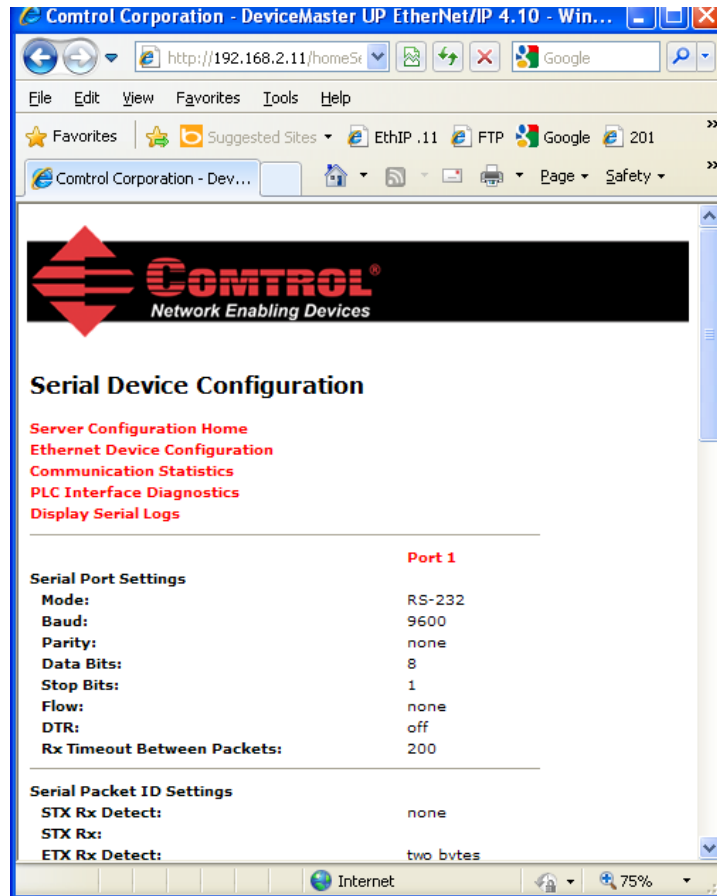 Comtrol Corporation - DeviceMaster UP EtherNet/IP 4.10 - Win...
http://192.168.2.11/homeSe
Google
File Edit View Favorites Tools Help
Favorites Suggested Sites EthIP .11 FTP Google 201 »
Comtrol Corporation - Dev... Page Safety »
COMTROL®
Network Enabling Devices
Serial Device Configuration
Server Configuration Home
Ethernet Device Configuration
Communication Statistics
PLC Interface Diagnostics
Display Serial Logs
Port 1
Serial Port Settings
Mode: RS-232
Baud: 9600
Parity: none
Data Bits: 8
Stop Bits: 1
Flow: none
DTR: off
Rx Timeout Between Packets: 200
Serial Packet ID Settings
STX Rx Detect: none
STX Rx:
ETX Rx Detect: two bytes
Internet 75%